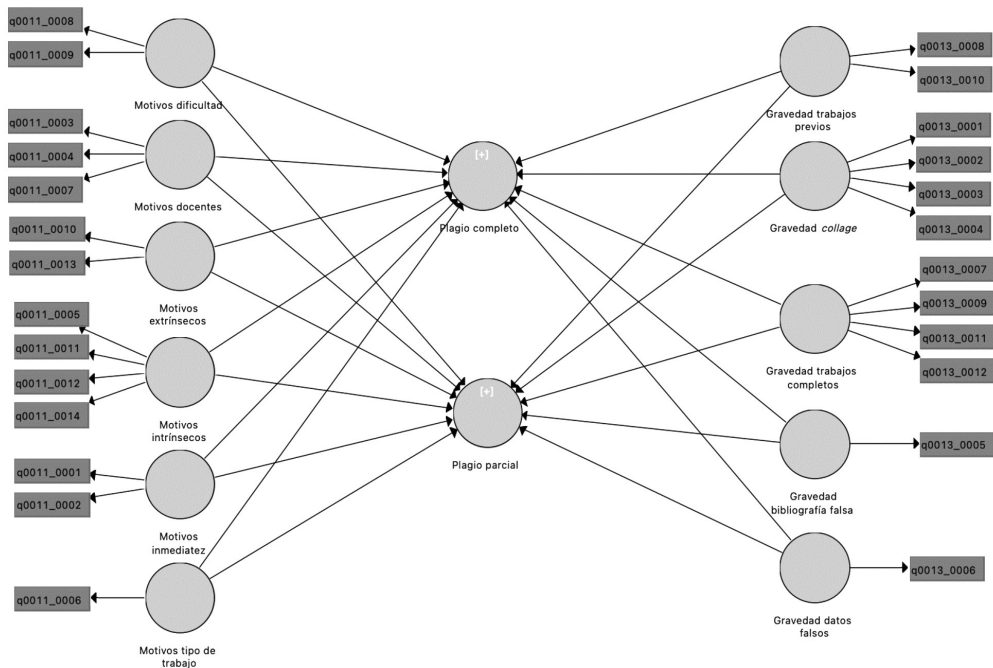 q0011_0008
q0011_0009
Motivos dificultad
q0011_0003
q0011_0004
q0011_0007
Motivos docentes
q0011_0010
q0011_0013
Motivos
extrínsecos
q0011_0005
q0011_0011
q0011_0012
q0011_0014
Motivos
intrínsecos
q0011_0001
q0011_0002
Motivos
inmediatez
q0011_0006
Motivos tipo de
trabajo
[+]
Plagio completo
[+]
Plagio parcial
q0013_0008
q0013_0010
Gravedad trabajos
previos
q0013_0001
q0013_0002
q0013_0003
q0013_0004
Gravedad collage
q0013_0007
q0013_0009
q0013_0011
q0013_0012
Gravedad trabajos
completos
q0013_0005
Gravedad
bibliografía falsa
q0013_0006
Gravedad datos
falsos